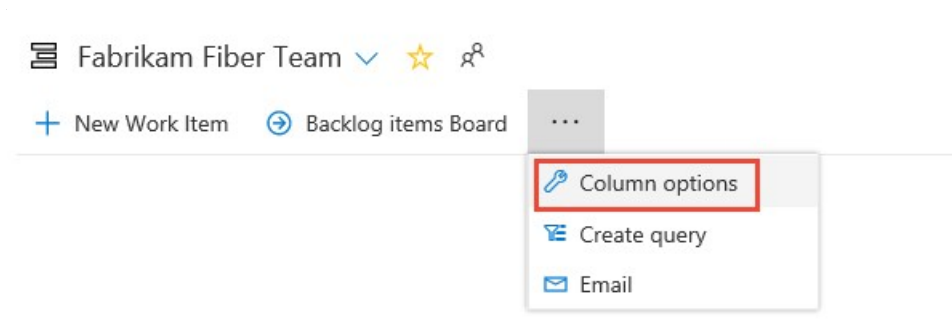 Fabrikam Fiber Team
New Work Item Backlog items Board ...
Column options
Create query
Email